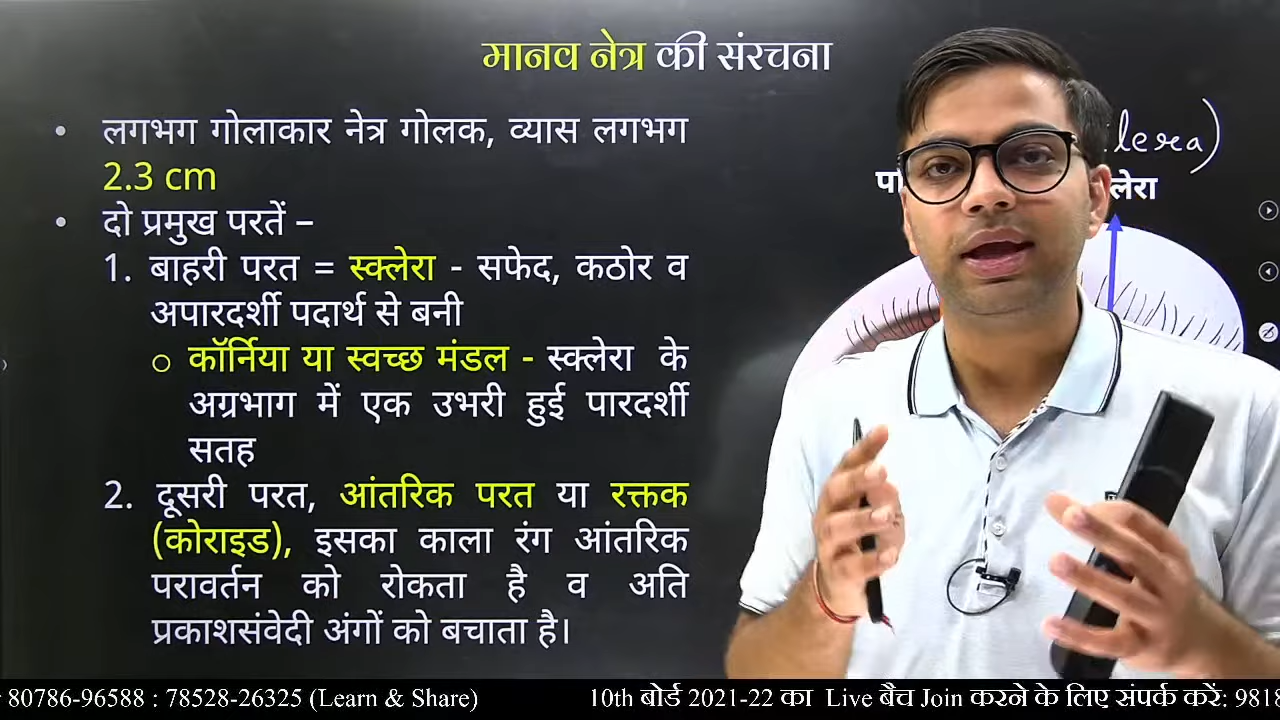 मानव नेत्र की संरचना
• लगभग गोलाकार नेत्र गोलक, व्यास लगभग
2.3 cm
• दो प्रमुख परतें –
1. बाहरी परत = स्क्लेरा - सफेद, कठोर व
अपारदर्शी पदार्थ से बनी
○ कॉर्निया या स्वच्छ मंडल - स्क्लेरा के
अग्रभाग में एक उभरी हुई पारदर्शी
सतह
2. दूसरी परत, आंतरिक परत या रक्तक
(कोराइड), इसका काला रंग आंतरिक
परावर्तन को रोकता है व अति
प्रकाशसंवेदी अंगों को बचाता है।
lera)
लेरा
80786-96588 : 78528-26325 (Learn & Share) 10th बोर्ड 2021-22 का Live बैच Join करने के लिए संपर्क करें: 9818